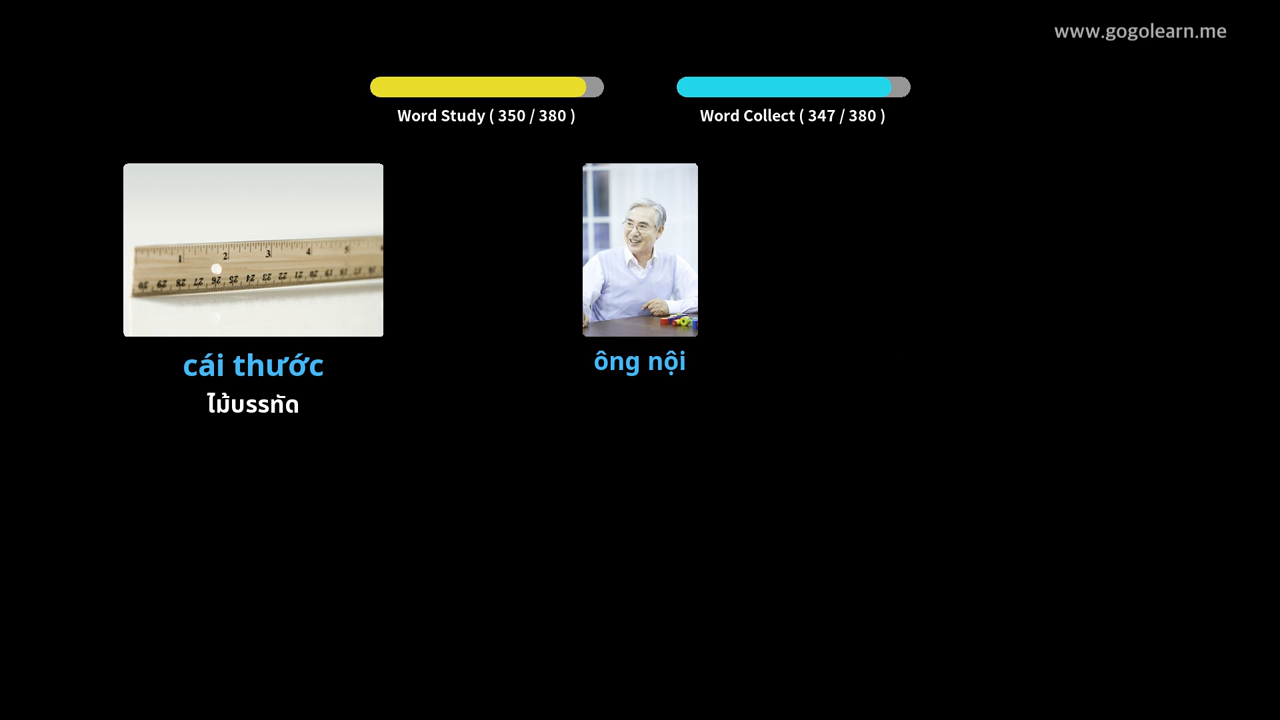 www.gogolearn.me
Word Study ( 350 / 380 )
Word Collect ( 347 / 380 )
cái thước
ไม้บรรทัด
ông nội